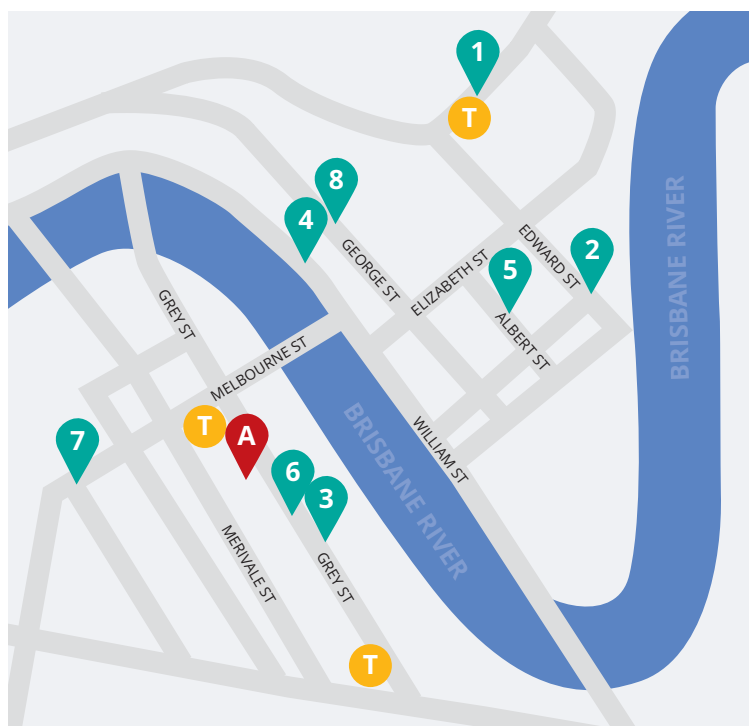 1
T
8
4
GEORGE ST
ELIZABETH ST
EDWARD ST
2
5
ALBERT ST
BRISBANE RIVER
GREY ST
MELBOURNE ST
T
A
7
6
3
BRISBANE RIVER
WILLIAM ST
MERIVALE ST
GREY ST
T